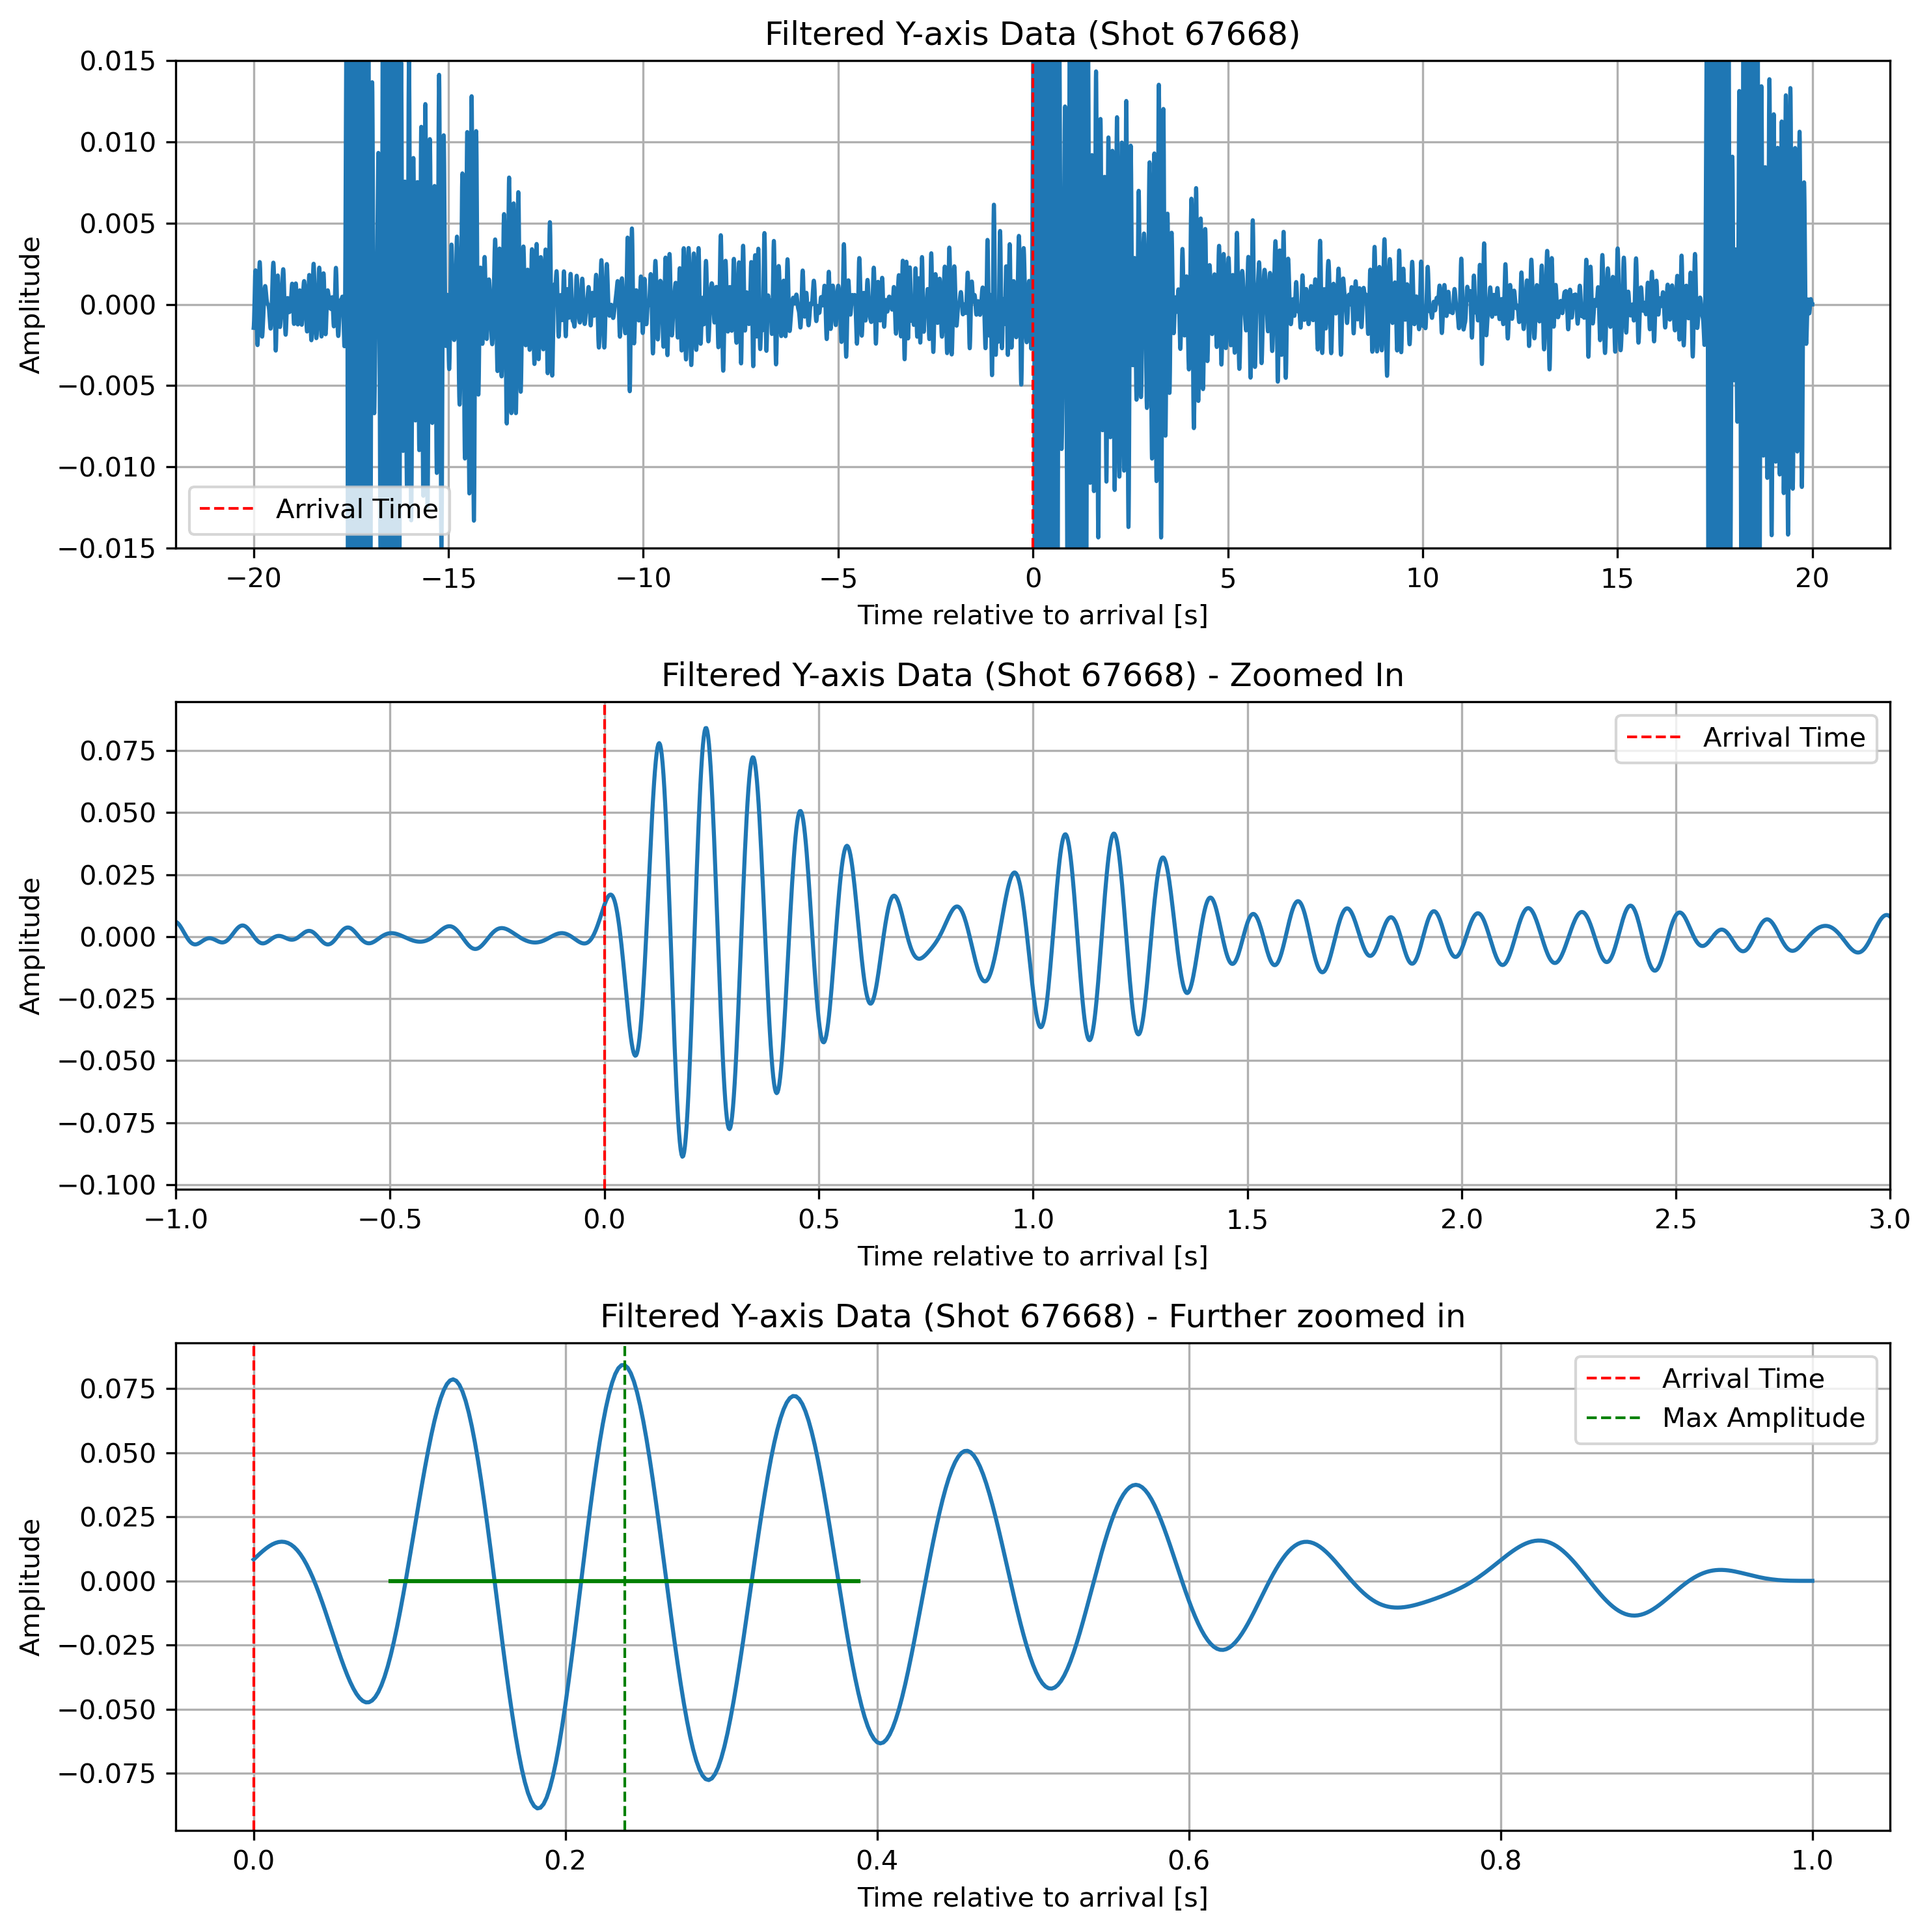 Filtered Y-axis Data (Shot 67668)
0.015
0.010
0.005
0.000
−0.005
−0.010
−0.015
Amplitude
Arrival Time
−20 −15 −10 −5 0 5 10 15 20
Time relative to arrival [s]
Filtered Y-axis Data (Shot 67668) - Zoomed In
0.075
0.050
0.025
0.000
−0.025
−0.050
−0.075
−0.100
Amplitude
Arrival Time
−1.0 −0.5 0.0 0.5 1.0 1.5 2.0 2.5 3.0
Time relative to arrival [s]
Filtered Y-axis Data (Shot 67668) - Further zoomed in
0.075
0.050
0.025
0.000
−0.025
−0.050
−0.075
Amplitude
Arrival Time
Max Amplitude
0.0 0.2 0.4 0.6 0.8 1.0
Time relative to arrival [s]